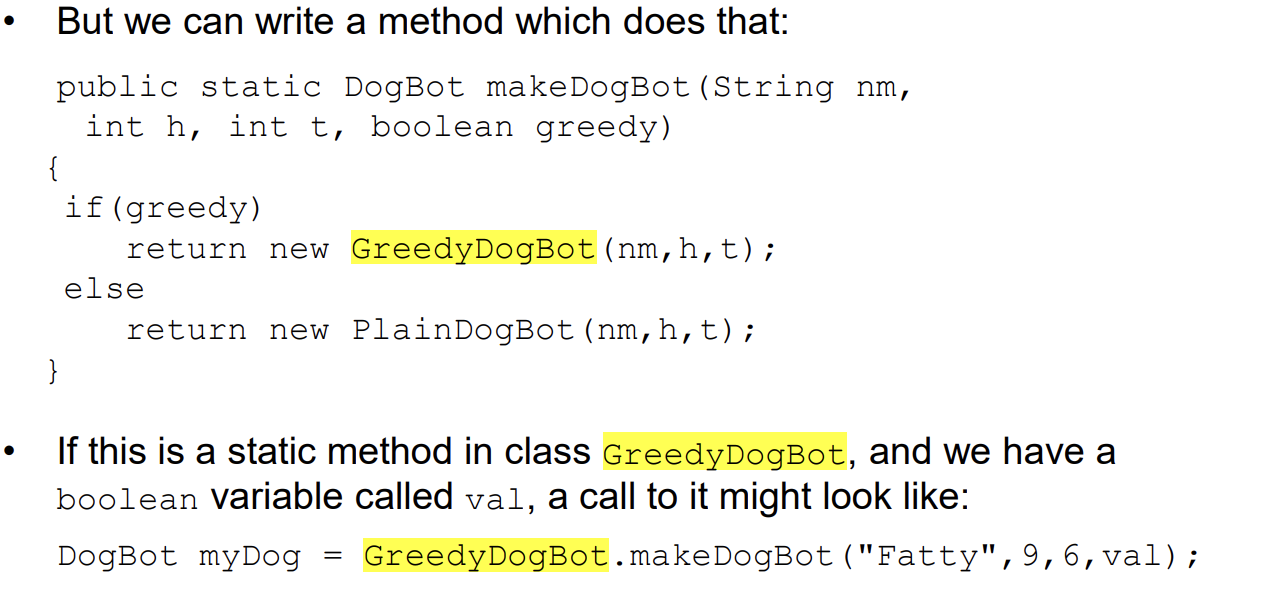 • But we can write a method which does that:
public static DogBot makeDogBot(String nm,
int h, int t, boolean greedy)
{
if(greedy)
return new GreedyDogBot(nm,h,t);
else
return new PlainDogBot(nm,h,t);
}
• If this is a static method in class GreedyDogBot, and we have a
boolean variable called val, a call to it might look like:
DogBot myDog = GreedyDogBot.makeDogBot("Fatty",9,6,val);